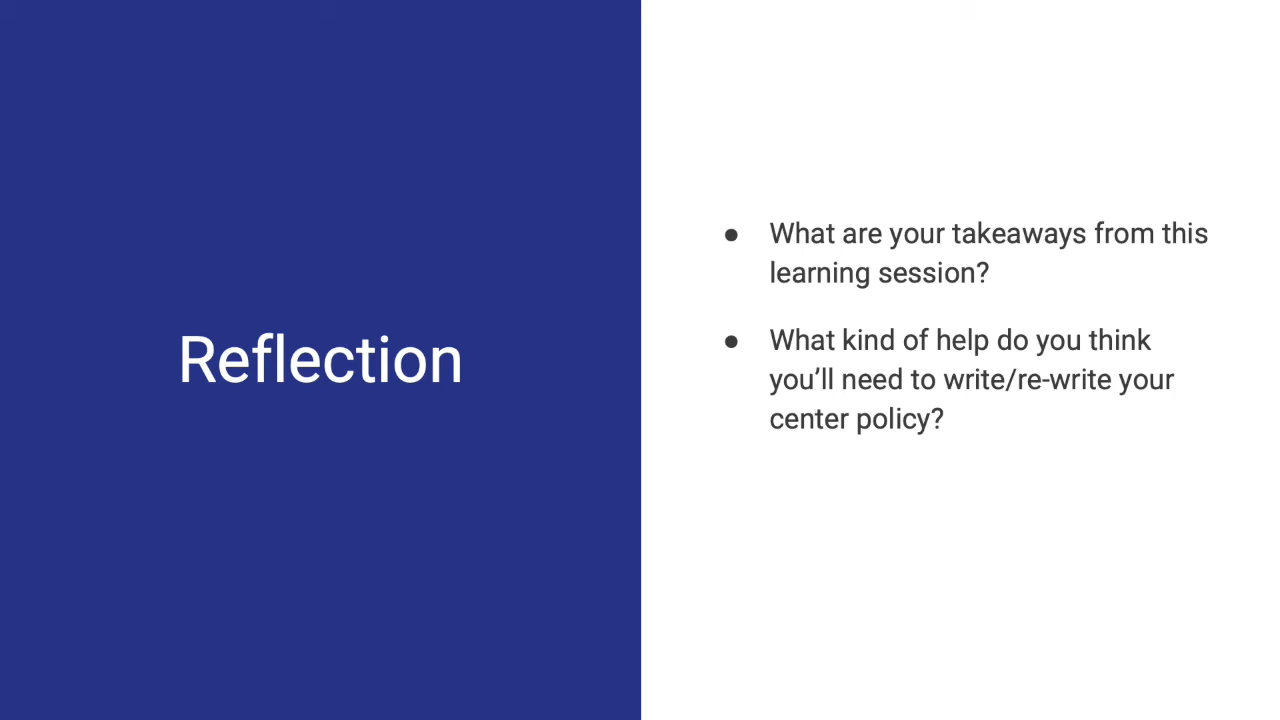 Reflection
● What are your takeaways from this
learning session?
● What kind of help do you think
you’ll need to write/re-write your
center policy?